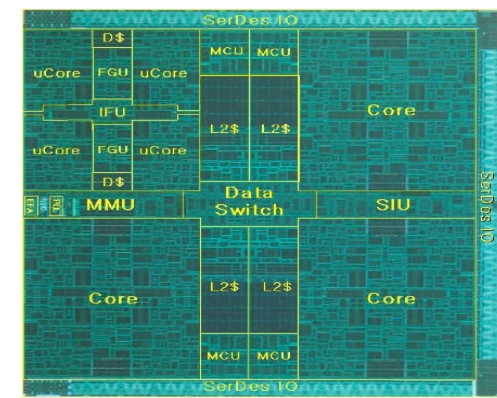 SerDes IO
D$
MCU MCU
uCore FGU uCore
Core
IFU
L2$ L2$
uCore FGU uCore
D$
Data
Switch
MMU
SIU
SerDes IO
Core
L2$ L2$
Core
MCU MCU
SerDes IO